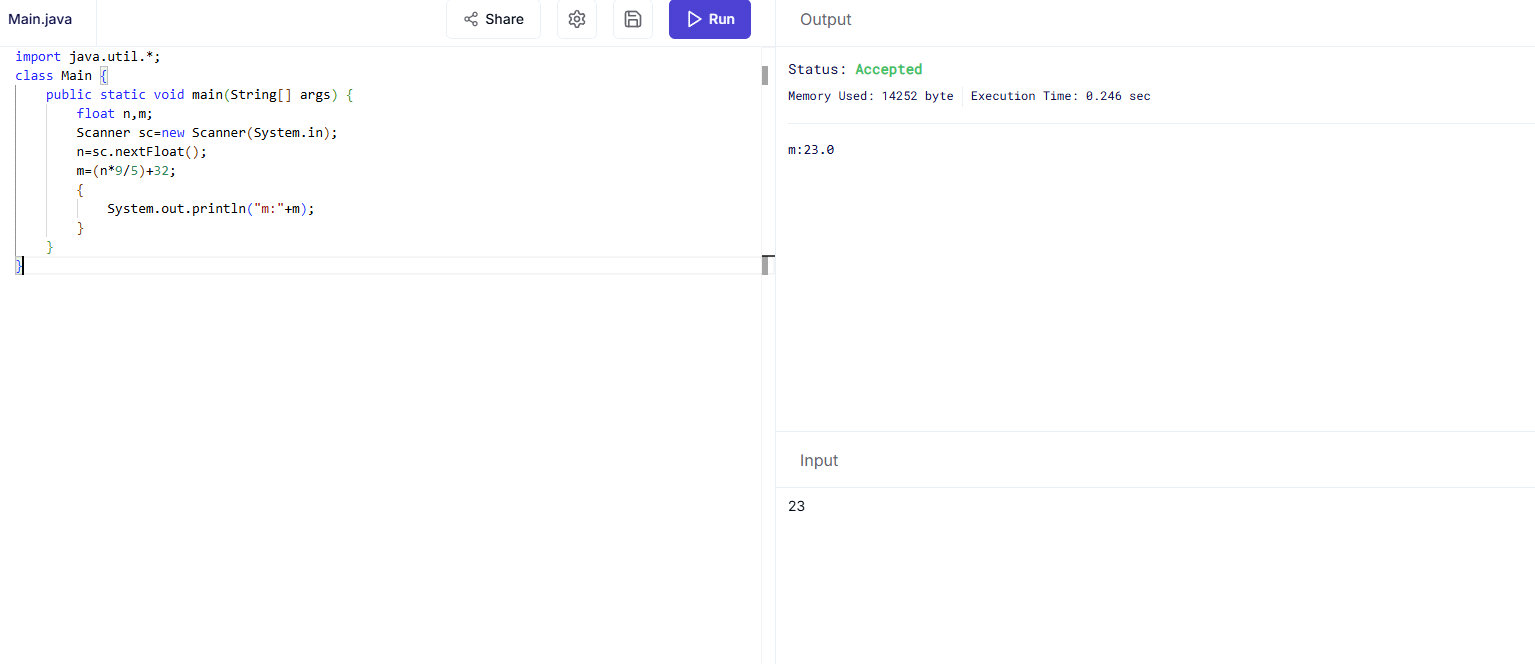 Main.java
Share
Run
import java.util.*;
class Main {
    public static void main(String[] args) {
        float n,m;
        Scanner sc=new Scanner(System.in);
        n=sc.nextFloat();
        m=(n*9/5)+32;
        {
            System.out.println("m:"+m);
        }
    }
}
Output
Status: Accepted
Memory Used: 14252 byte
Execution Time: 0.246 sec
m:23.0
Input
23